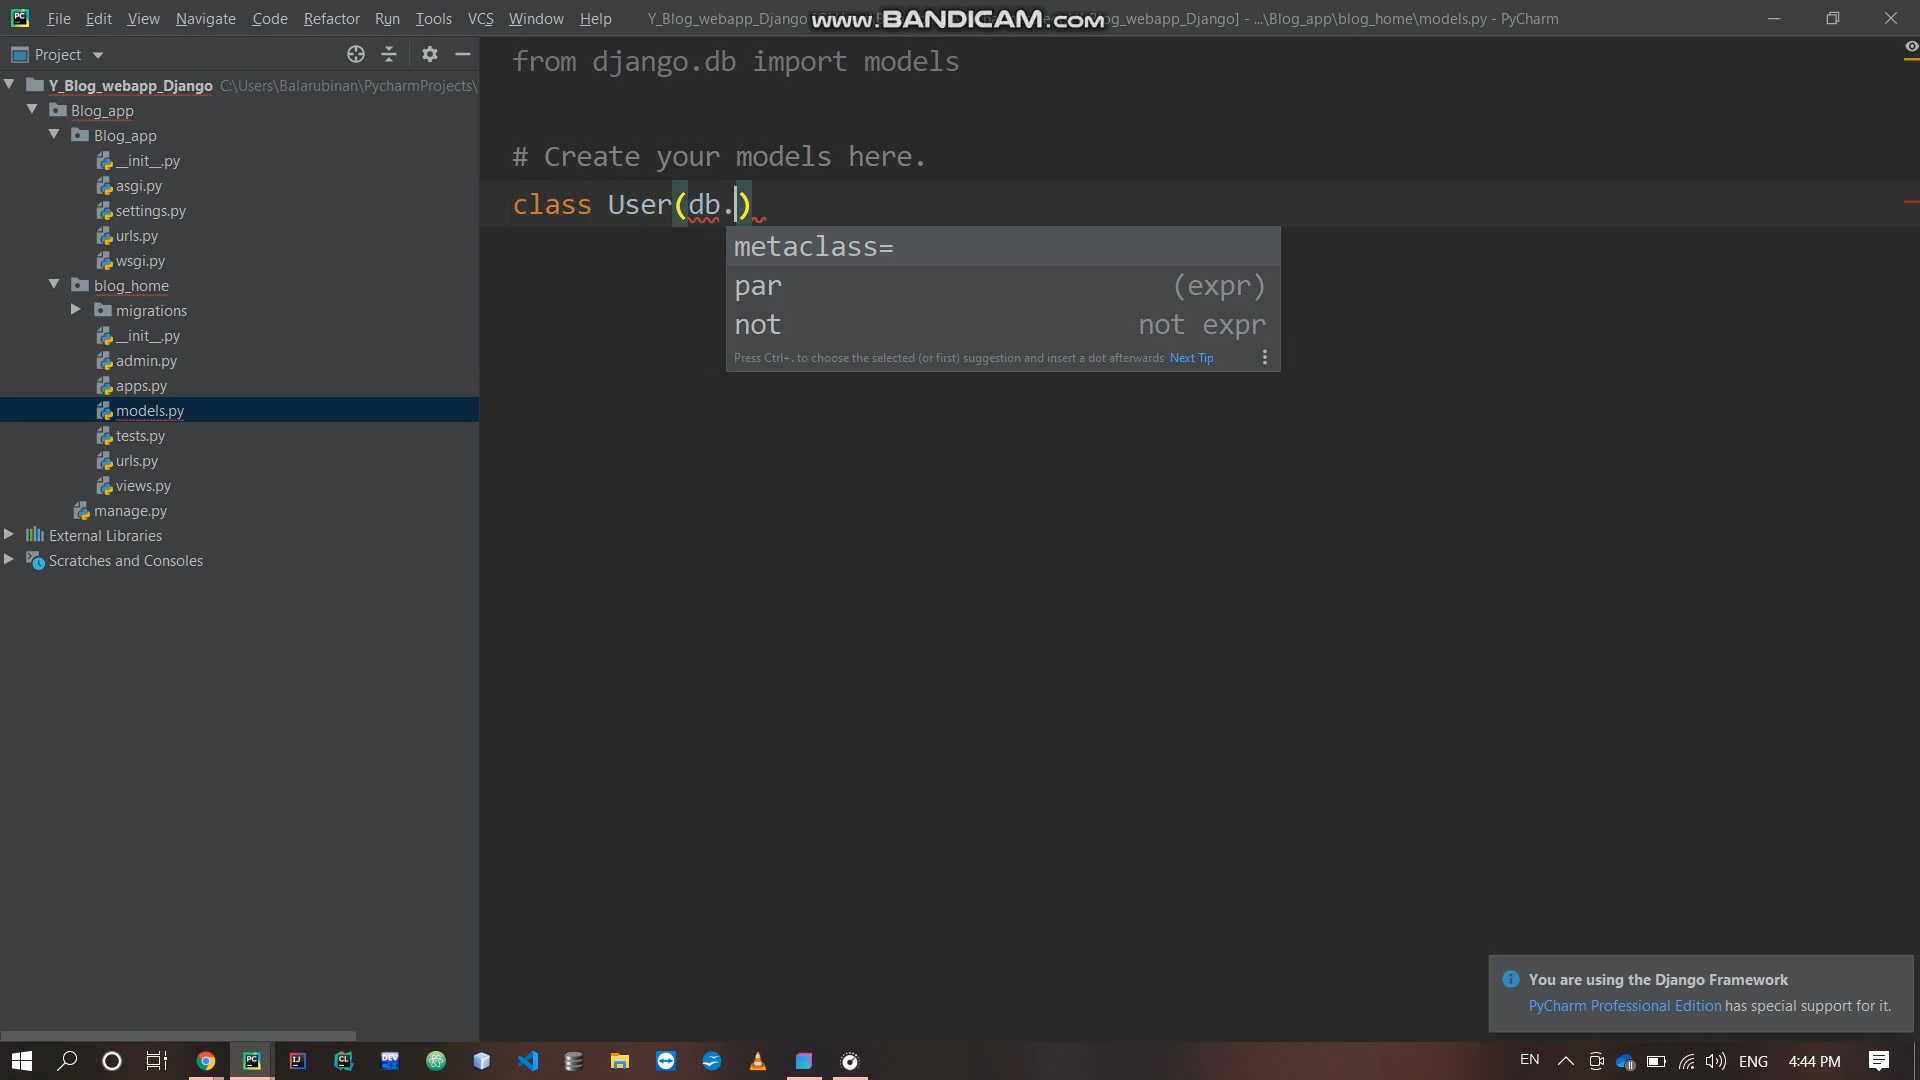 File Edit View Navigate Code Refactor Run Tools VCS Window Help Y_Blog_webapp_Django log_webapp_Django] - ...\Blog_app\blog_home\models.py - PyCharm
www.BANDICAM.com
Project
Y_Blog_webapp_Django C:\Users\Balarubinan\PycharmProjects\
Blog_app
Blog_app
__init__.py
asgi.py
settings.py
urls.py
wsgi.py
blog_home
migrations
__init__.py
admin.py
apps.py
models.py
tests.py
urls.py
views.py
manage.py
External Libraries
Scratches and Consoles
from django.db import models
# Create your models here.
class User(db.)
metaclass=
par (expr)
not not expr
Press Ctrl+. to choose the selected (or first) suggestion and insert a dot afterwards Next Tip
You are using the Django Framework
PyCharm Professional Edition has special support for it.
EN ENG 4:44 PM